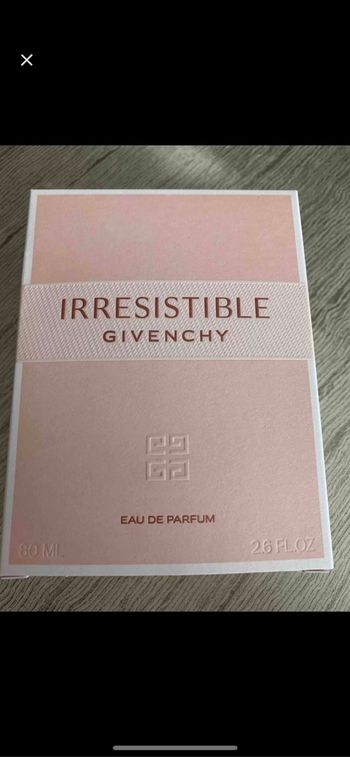 IRRESISTIBLE
GIVENCHY
EAU DE PARFUM
80 ML
2.6 FL.OZ